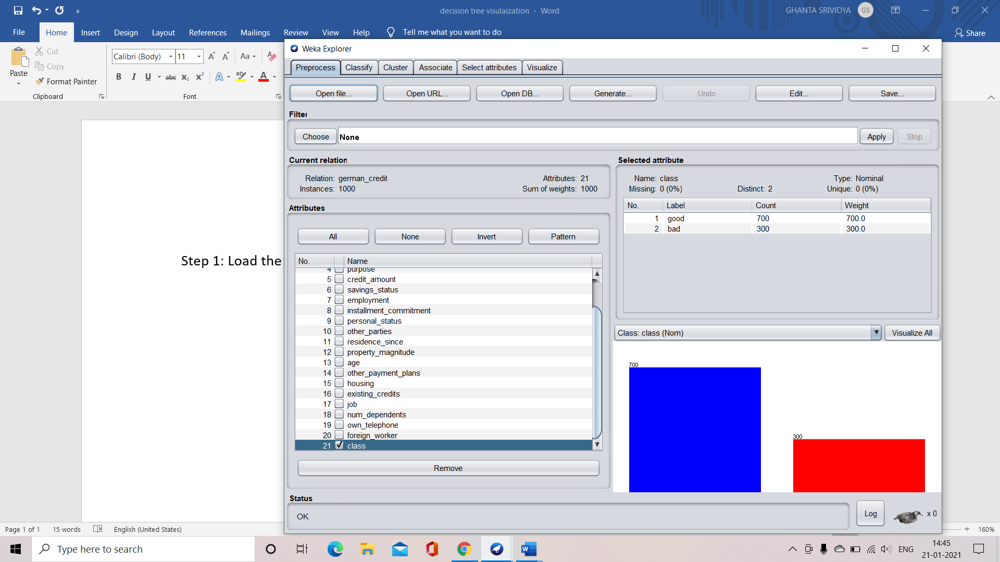 decision tree visulaization - Word
GHANTA SRIVIDYA
GS
File
Home
Insert
Design
Layout
References
Mailings
Review
View
Help
Tell me what you want to do
Share
Paste
Cut
Copy
Format Painter
Clipboard
Calibri (Body)
11
Aa
B I U abc x₂ x²
A ab A
Font
Step 1: Load the
Weka Explorer
Preprocess
Classify
Cluster
Associate
Select attributes
Visualize
Open file...
Open URL...
Open DB...
Generate...
Undo
Edit...
Save...
Filter
Choose
None
Apply
Stop
Current relation
Relation: german_credit
Attributes: 21
Instances: 1000
Sum of weights: 1000
Attributes
All
None
Invert
Pattern
No. Name
4 purpose
5 credit_amount
6 savings_status
7 employment
8 installment_commitment
9 personal_status
10 other_parties
11 residence_since
12 property_magnitude
13 age
14 other_payment_plans
15 housing
16 existing_credits
17 job
18 num_dependents
19 own_telephone
20 foreign_worker
21 class
Remove
Selected attribute
Name: class
Type: Nominal
Missing: 0 (0%)
Distinct: 2
Unique: 0 (0%)
No. Label Count Weight
1 good 700 700.0
2 bad 300 300.0
Class: class (Nom)
Visualize All
700
300
Status
OK
Log
x 0
Page 1 of 1
15 words
English (United States)
160%
Type here to search
W
ENG
14:45
21-01-2021